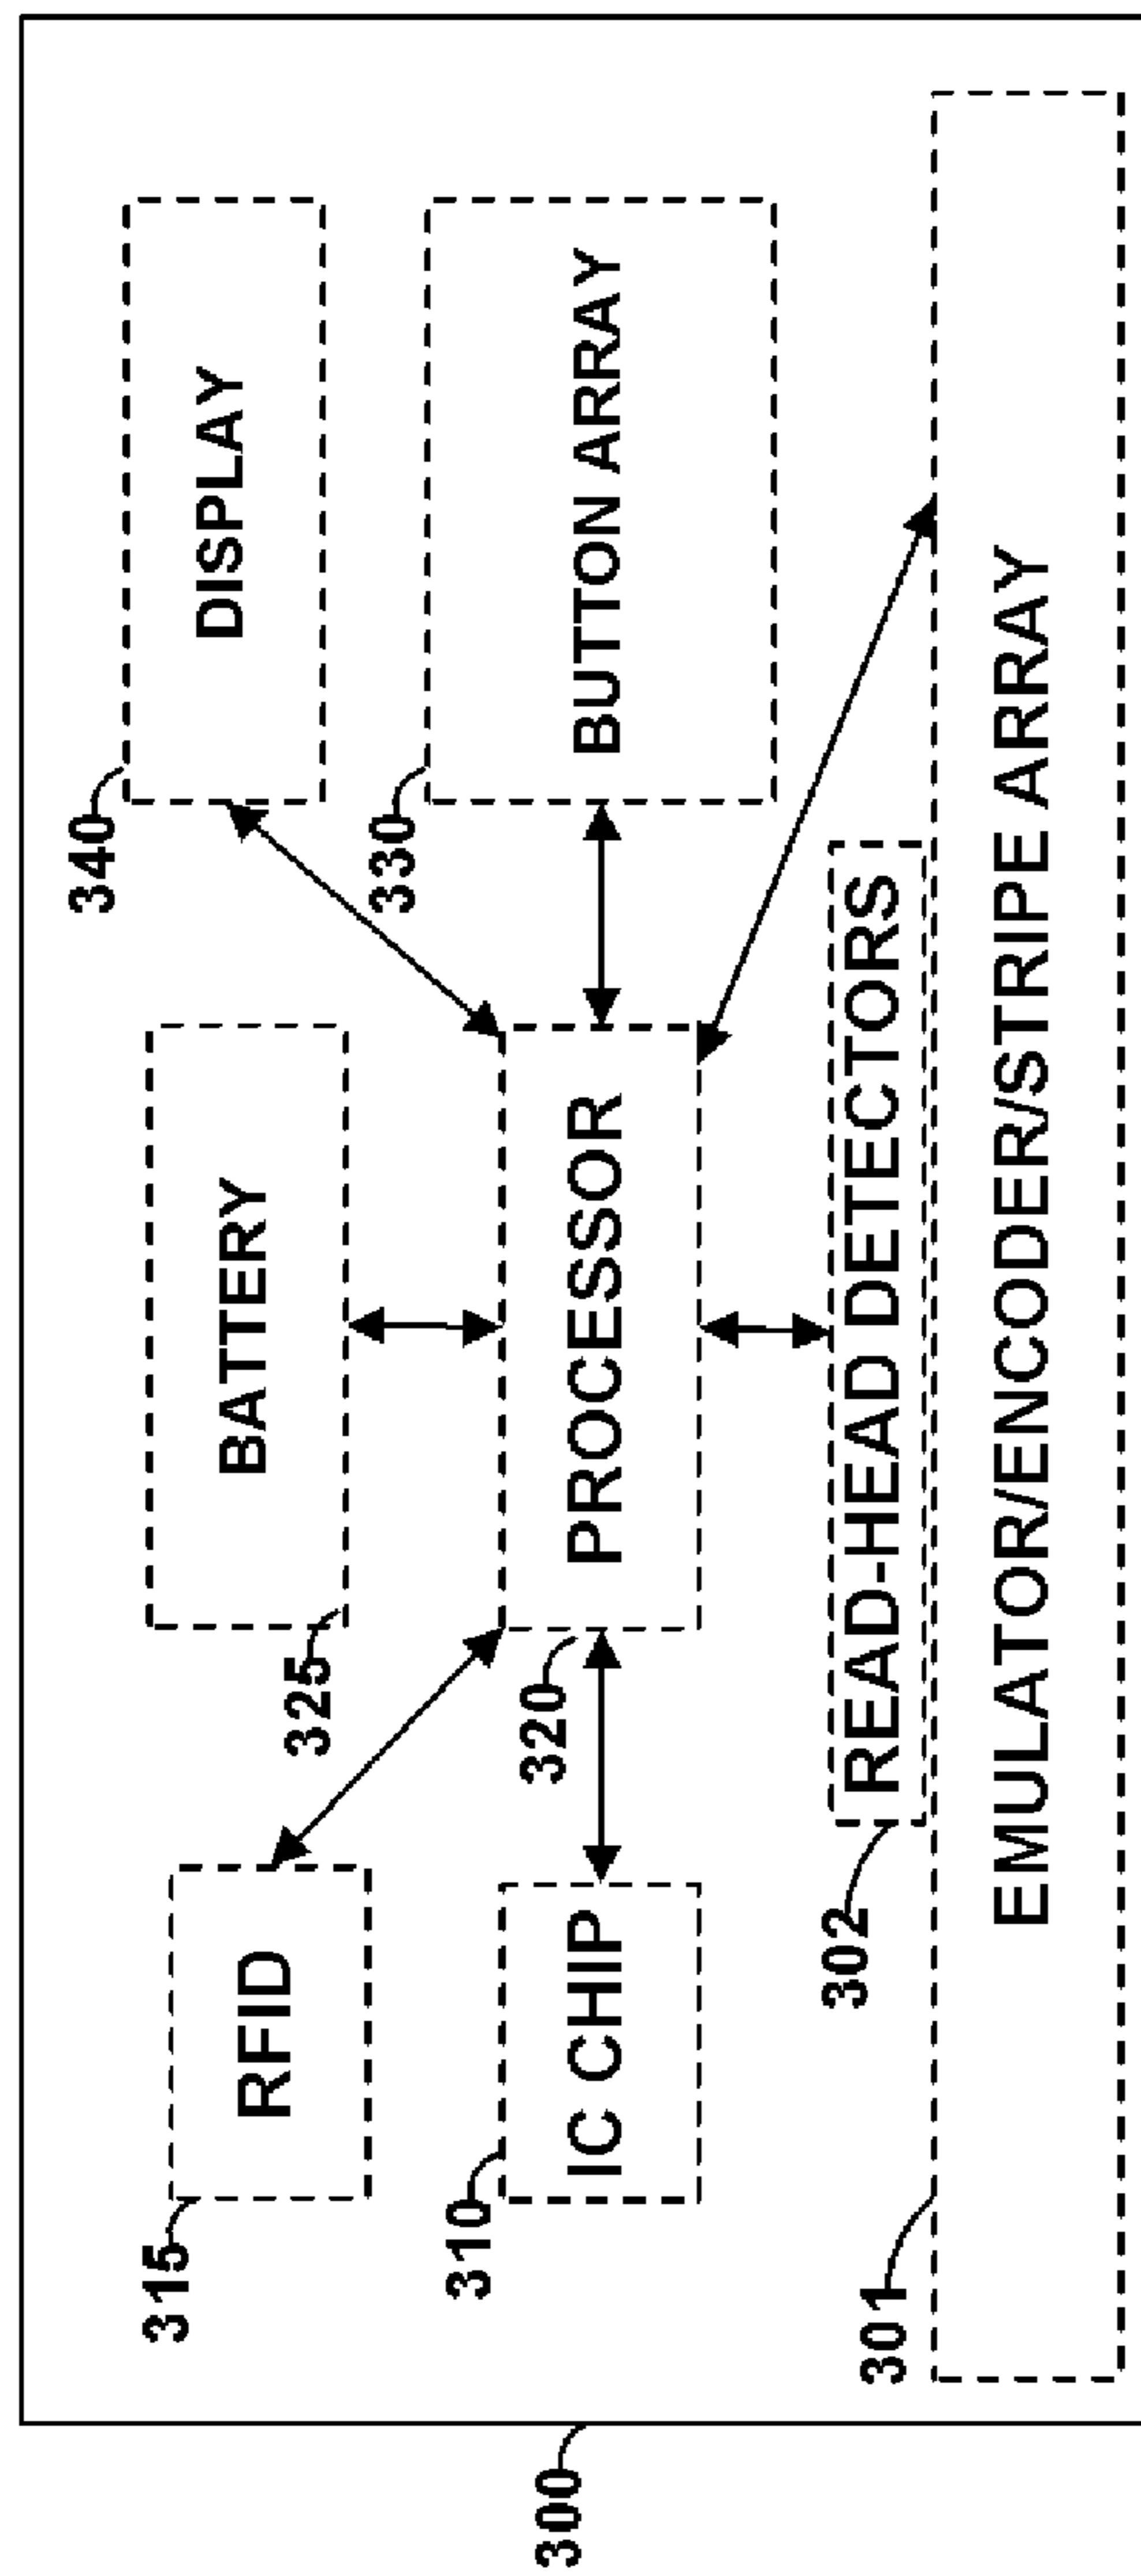 340
DISPLAY
BATTERY
325
RFID
315
330
BUTTON ARRAY
PROCESSOR
320
IC CHIP
310
READ-HEAD DETECTORS
302
EMULATOR/ENCODER/STRIPE ARRAY
301
300